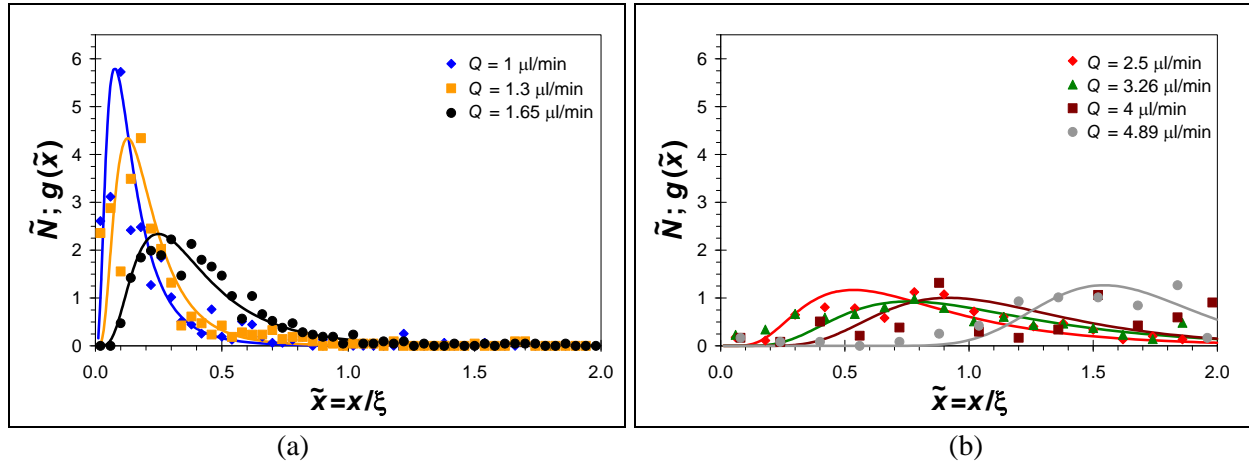 6
5
4
3
2
1
0
Ñ ; g(x̃)
Q = 1 µl/min
Q = 1.3 µl/min
Q = 1.65 µl/min
0.0 0.5 1.0 1.5 2.0
x̃=x/ξ
(a)
6
5
4
3
2
1
0
Ñ ; g(x̃)
Q = 2.5 µl/min
Q = 3.26 µl/min
Q = 4 µl/min
Q = 4.89 µl/min
0.0 0.5 1.0 1.5 2.0
x̃=x/ξ
(b)